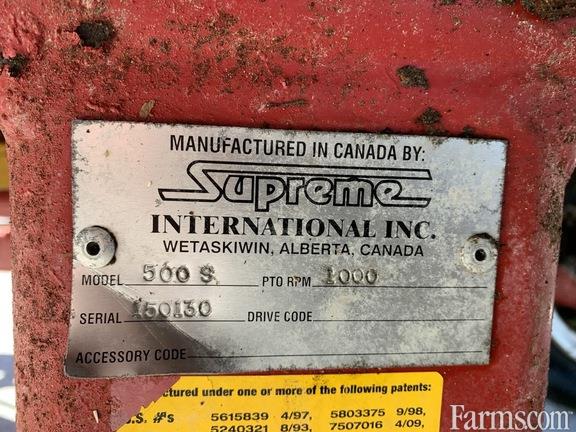 MANUFACTURED IN CANADA BY:
Supreme
INTERNATIONAL INC.
WETASKIWIN, ALBERTA, CANADA
MODEL 500 S PTO RPM 1000
SERIAL 150130 DRIVE CODE
ACCESSORY CODE
ctured under one or more of the following patents:
.S. #'s 5615839 4/97, 5803375 9/98,
5240321 8/93, 7507016 4/09,
Farms.com